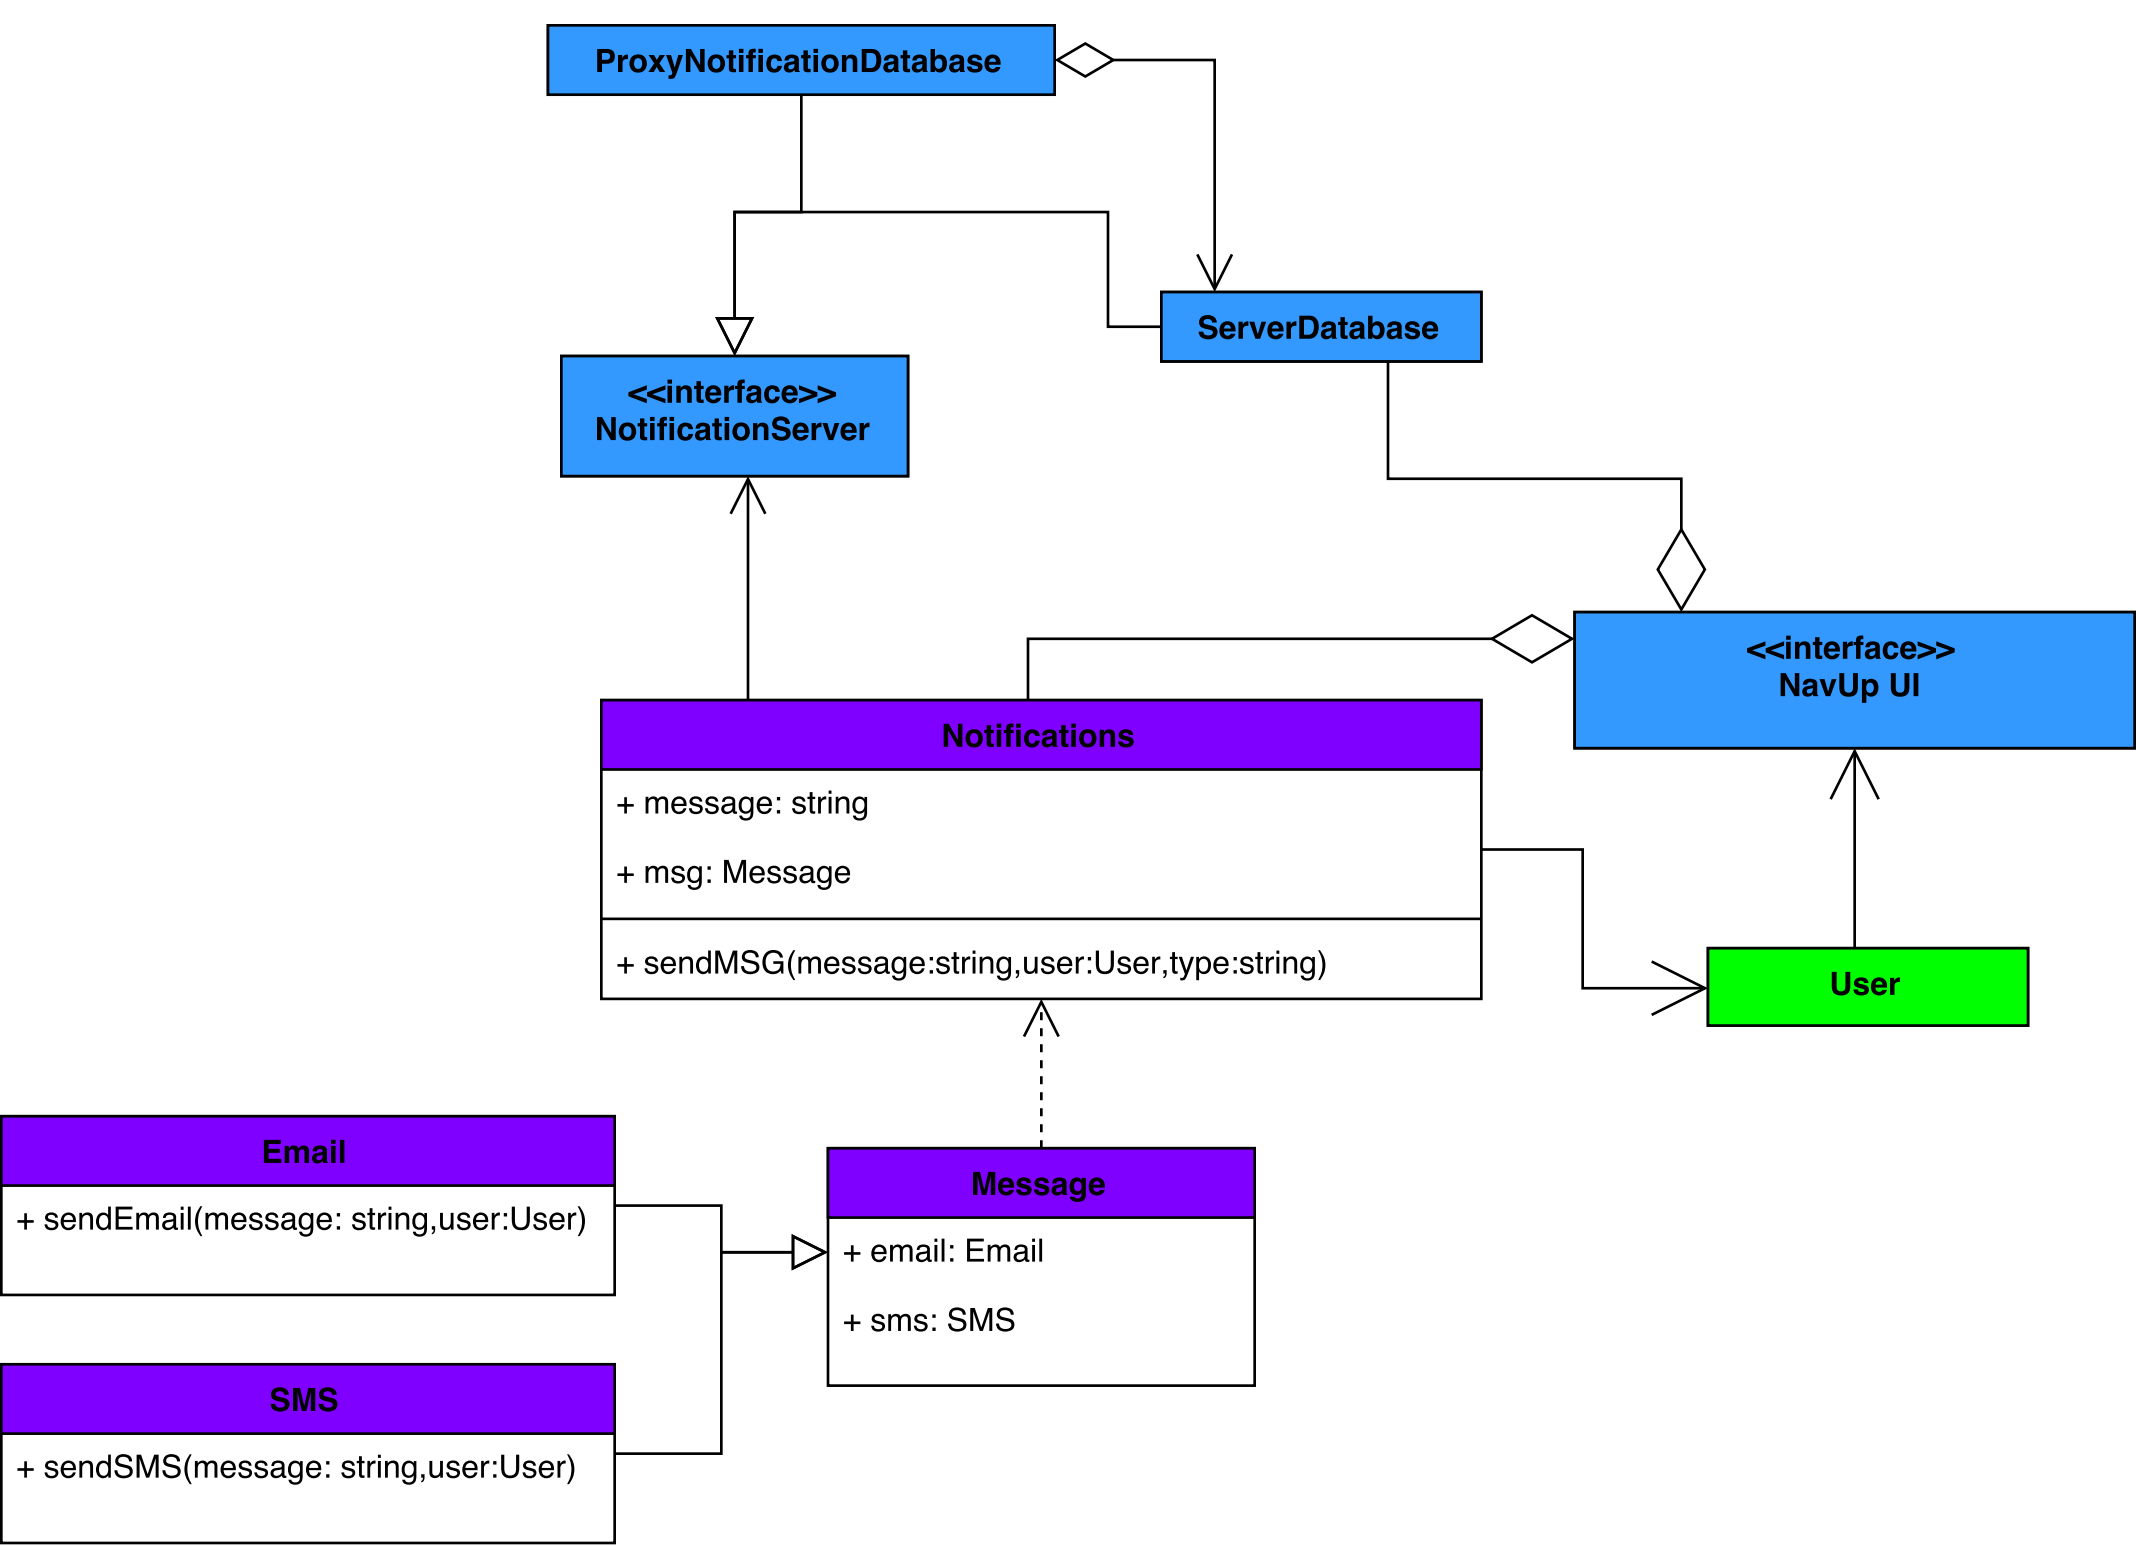 ProxyNotificationDatabase
ServerDatabase
<<interface>>
NotificationServer
<<interface>>
NavUp UI
Notifications
+ message: string
+ msg: Message
+ sendMSG(message:string,user:User,type:string)
User
Email
+ sendEmail(message: string,user:User)
Message
+ email: Email
+ sms: SMS
SMS
+ sendSMS(message: string,user:User)